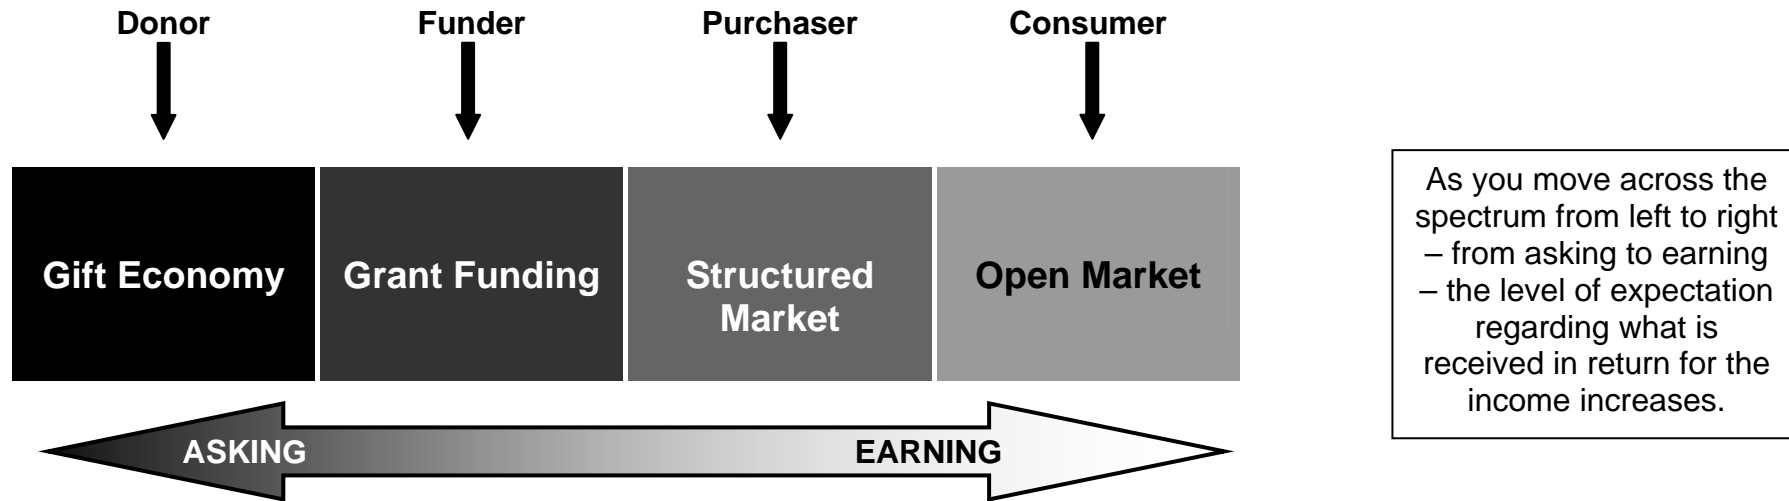 Donor
Funder
Purchaser
Consumer
Gift Economy
Grant Funding
Structured
Market
Open Market
ASKING
EARNING
As you move across the
spectrum from left to right
– from asking to earning
– the level of expectation
regarding what is
received in return for the
income increases.